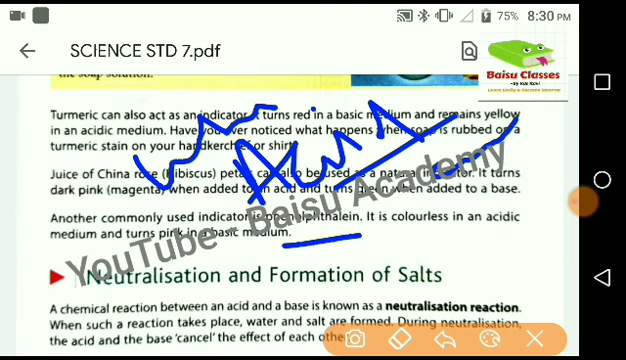 75% 8:30 PM
SCIENCE STD 7.pdf
Baisu Classes
the soap solution.
Turmeric can also act as an indicator. It turns red in a basic medium and remains yellow
in an acidic medium. Have you ever noticed what happens when soap is rubbed on a
turmeric stain on your handkerchief or shirt?
Juice of China rose (hibiscus) petals can also be used as a natural indicator. It turns
dark pink (magenta) when added to an acid and turns green when added to a base.
Another commonly used indicator is phenolphthalein. It is colourless in an acidic
medium and turns pink in a basic medium.
YouTube - Baisu Academy
Neutralisation and Formation of Salts
A chemical reaction between an acid and a base is known as a neutralisation reaction.
When such a reaction takes place, water and salt are formed. During neutralisation,
the acid and the base 'cancel' the effect of each othe